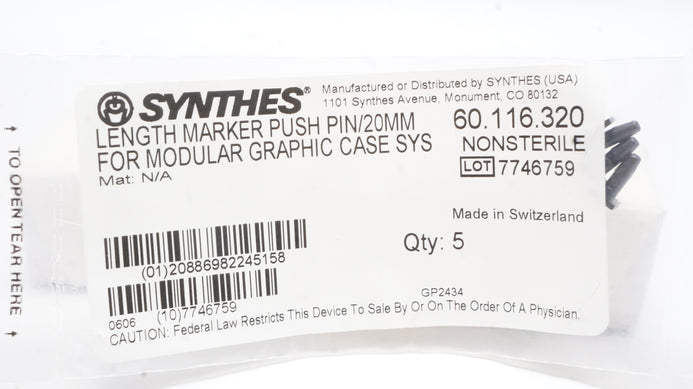 SYNTHES®
Manufactured or Distributed by SYNTHES (USA)
1101 Synthes Avenue, Monument, CO 80132
LENGTH MARKER PUSH PIN/20MM
FOR MODULAR GRAPHIC CASE SYS
Mat: N/A
60.116.320
NONSTERILE
LOT 7746759
Made in Switzerland
Qty: 5
(01)20886982245158
(10)7746759
0606
GP2434
CAUTION: Federal Law Restricts This Device To Sale By Or On The Order Of A Physician.
TO OPEN TEAR HERE